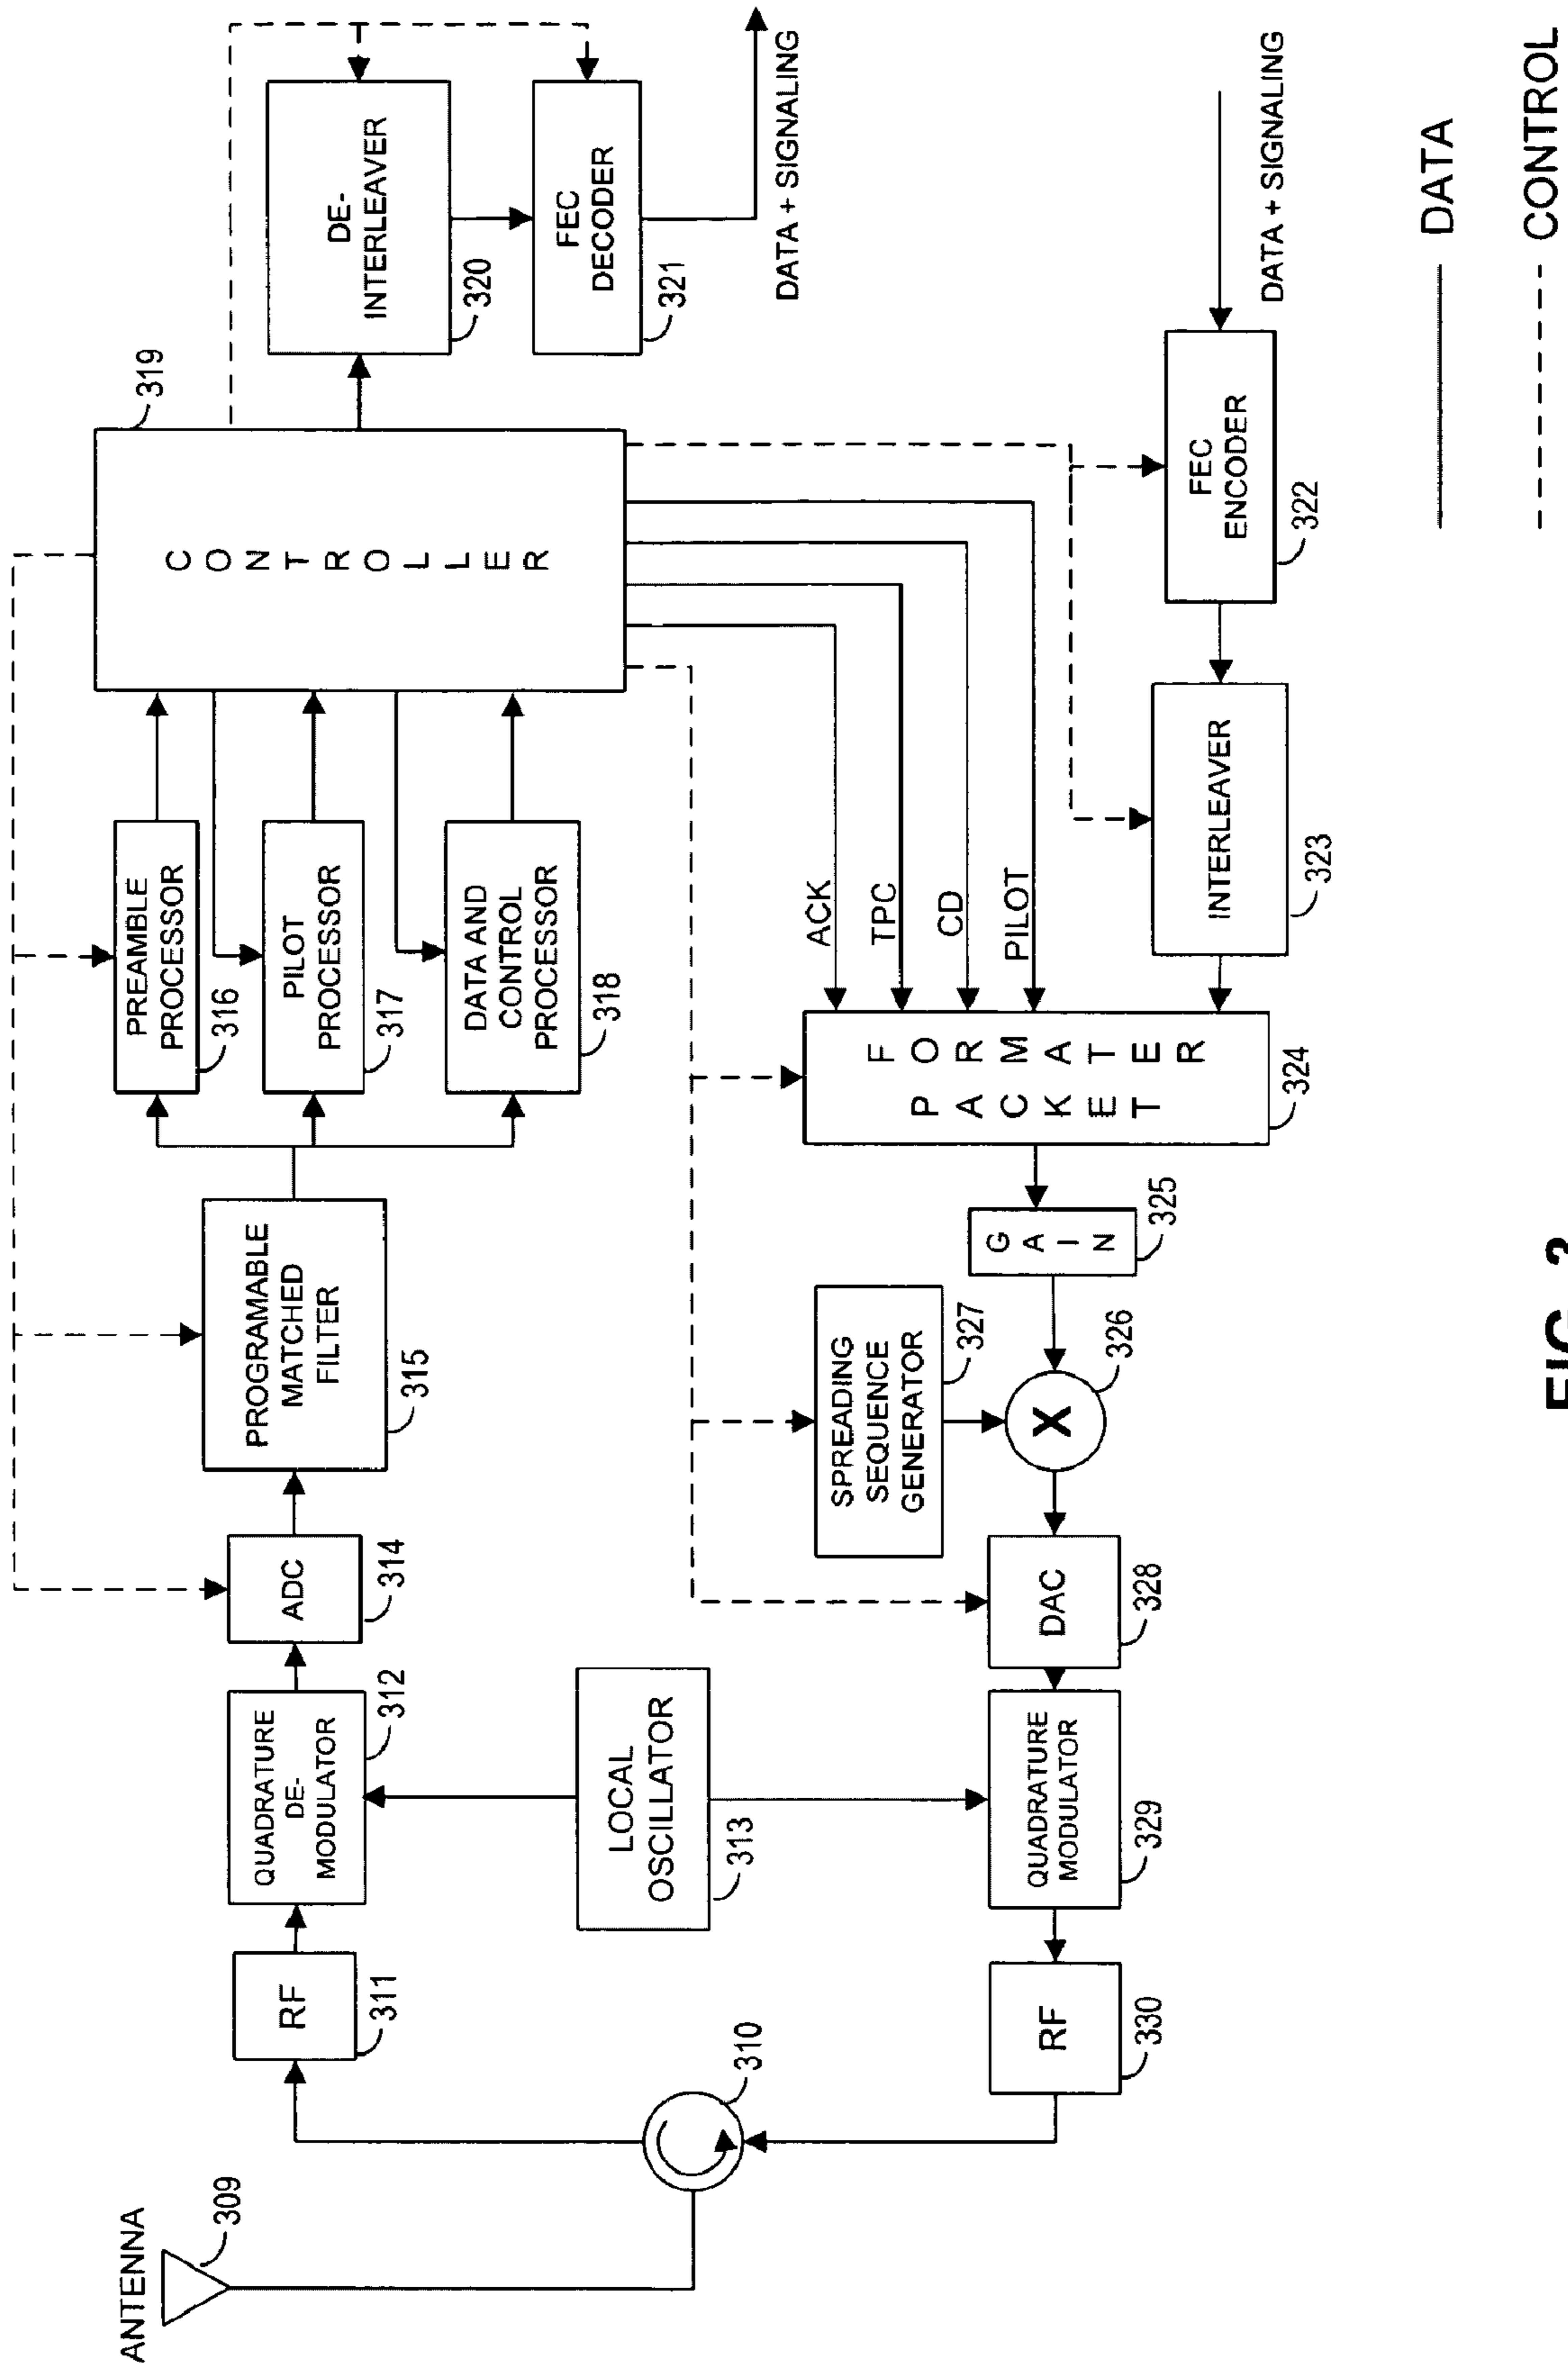 ANTENNA
309
310
RF
311
QUADRATURE
DE-
MODULATOR
312
LOCAL
OSCILLATOR
313
ADC
314
PROGRAMABLE
MATCHED
FILTER
315
PREAMBLE
PROCESSOR
316
PILOT
PROCESSOR
317
DATA AND
CONTROL
PROCESSOR
318
CONTROLLER
319
DE-
INTERLEAVER
320
FEC
DECODER
321
DATA + SIGNALING
DATA + SIGNALING
FEC
ENCODER
322
INTERLEAVER
323
ACK
TPC
CD
PILOT
FORMATER
PACKET
324
GAIN
325
X
326
SPREADING
SEQUENCE
GENERATOR
327
DAC
328
QUADRATURE
MODULATOR
329
RF
330
DATA
CONTROL
FIG.